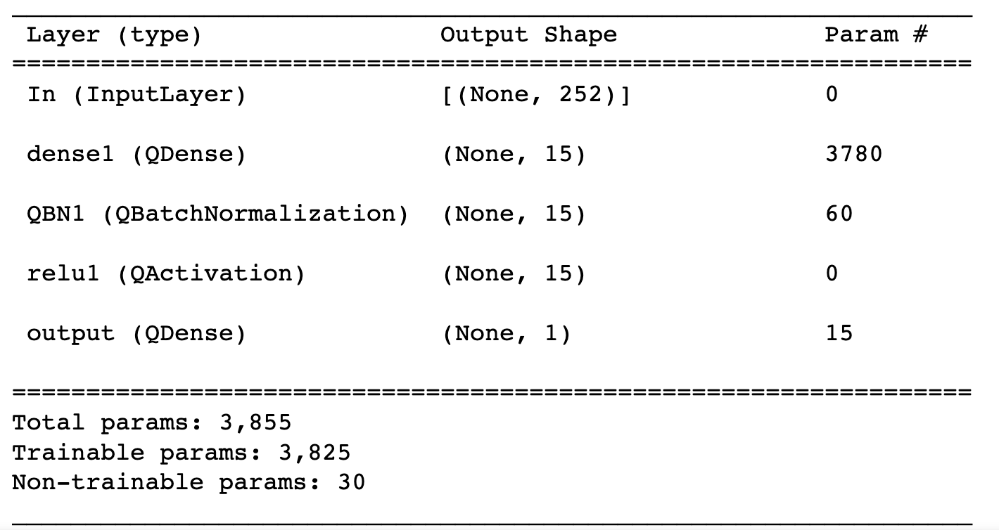 Layer (type) Output Shape Param #
=================================================================
In (InputLayer) [(None, 252)] 0
dense1 (QDense) (None, 15) 3780
QBN1 (QBatchNormalization) (None, 15) 60
relu1 (QActivation) (None, 15) 0
output (QDense) (None, 1) 15
=================================================================
Total params: 3,855
Trainable params: 3,825
Non-trainable params: 30